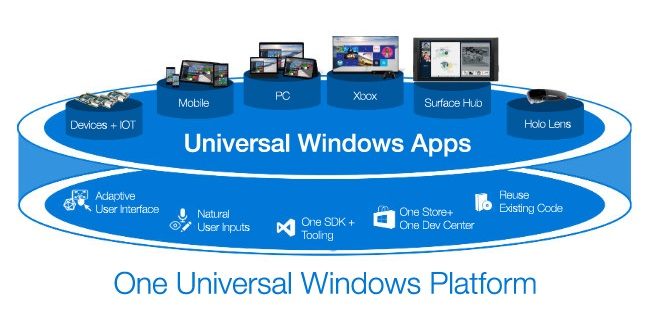 Devices + IOT
Mobile
PC
Xbox
Surface Hub
Holo Lens
Universal Windows Apps
Adaptive
User Interface
Natural
User Inputs
One SDK +
Tooling
One Store+
One Dev Center
Reuse
Existing Code
One Universal Windows Platform